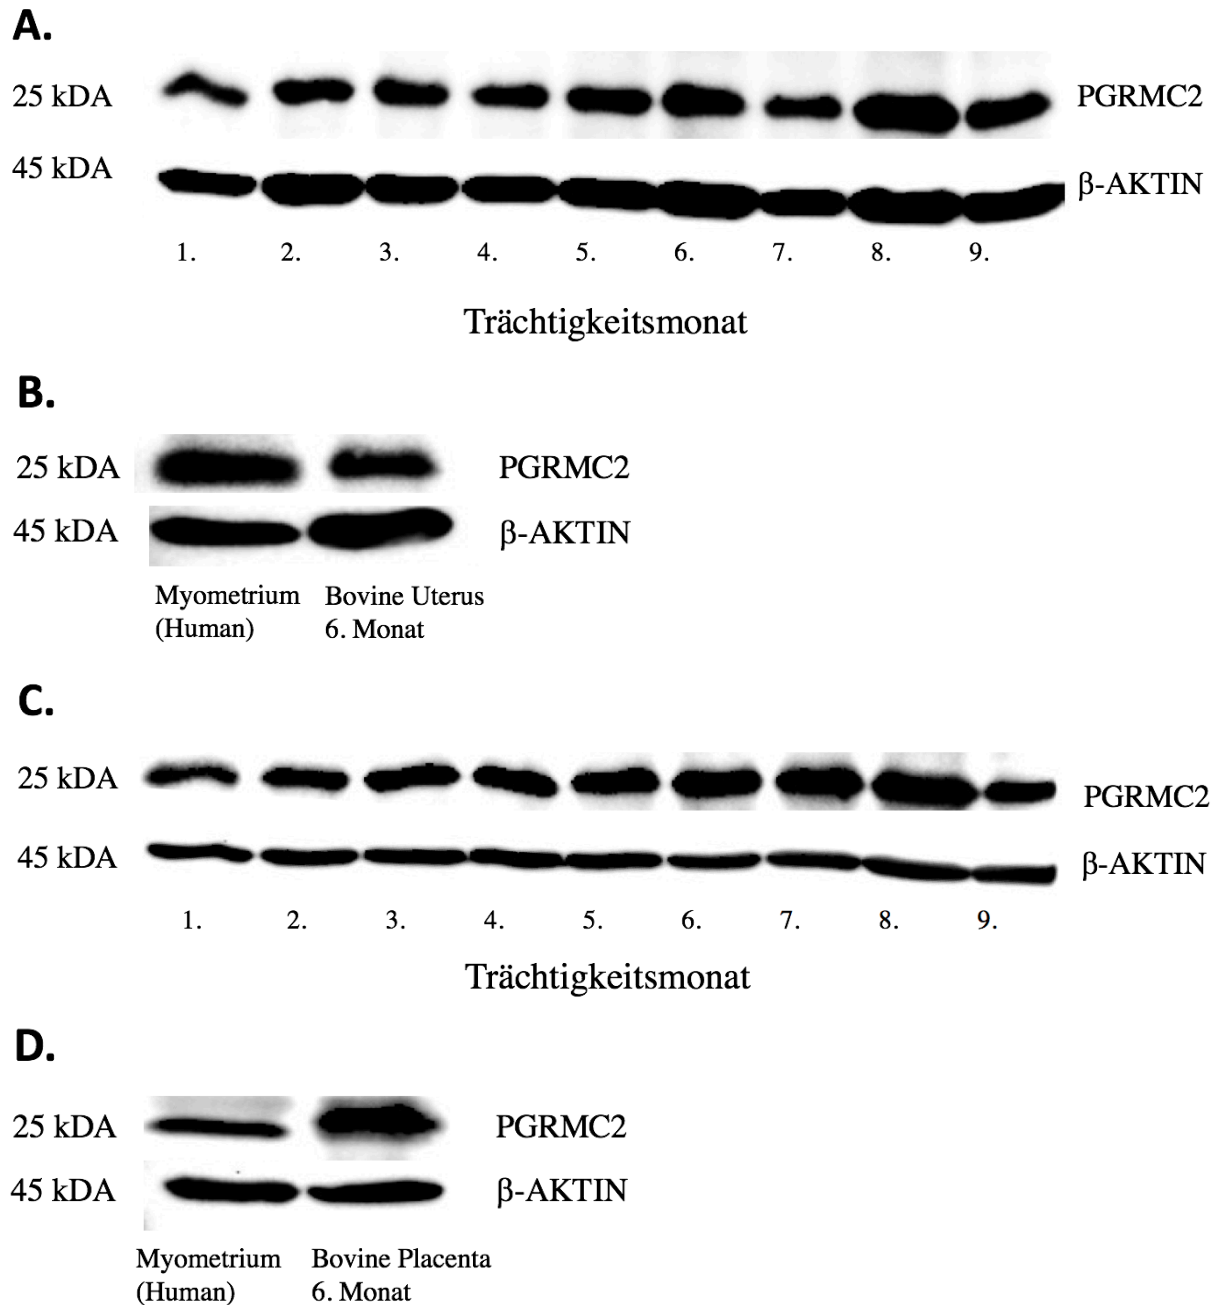 A.
25 kDA
PGRMC2
45 kDA
β-AKTIN
1. 2. 3. 4. 5. 6. 7. 8. 9.
Trächtigkeitsmonat
B.
25 kDA
PGRMC2
45 kDA
β-AKTIN
Myometrium
(Human)
Bovine Uterus
6. Monat
C.
25 kDA
PGRMC2
45 kDA
β-AKTIN
1. 2. 3. 4. 5. 6. 7. 8. 9.
Trächtigkeitsmonat
D.
25 kDA
PGRMC2
45 kDA
β-AKTIN
Myometrium
(Human)
Bovine Placenta
6. Monat